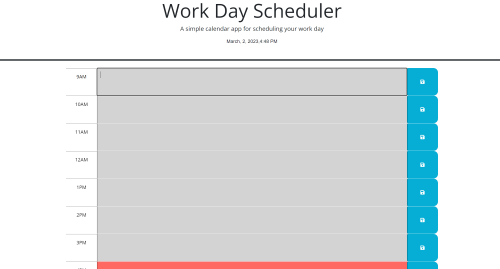 Work Day Scheduler
A simple calendar app for scheduling your work day
March, 2, 2023 4:48 PM
9AM
10AM
11AM
12AM
1PM
2PM
3PM